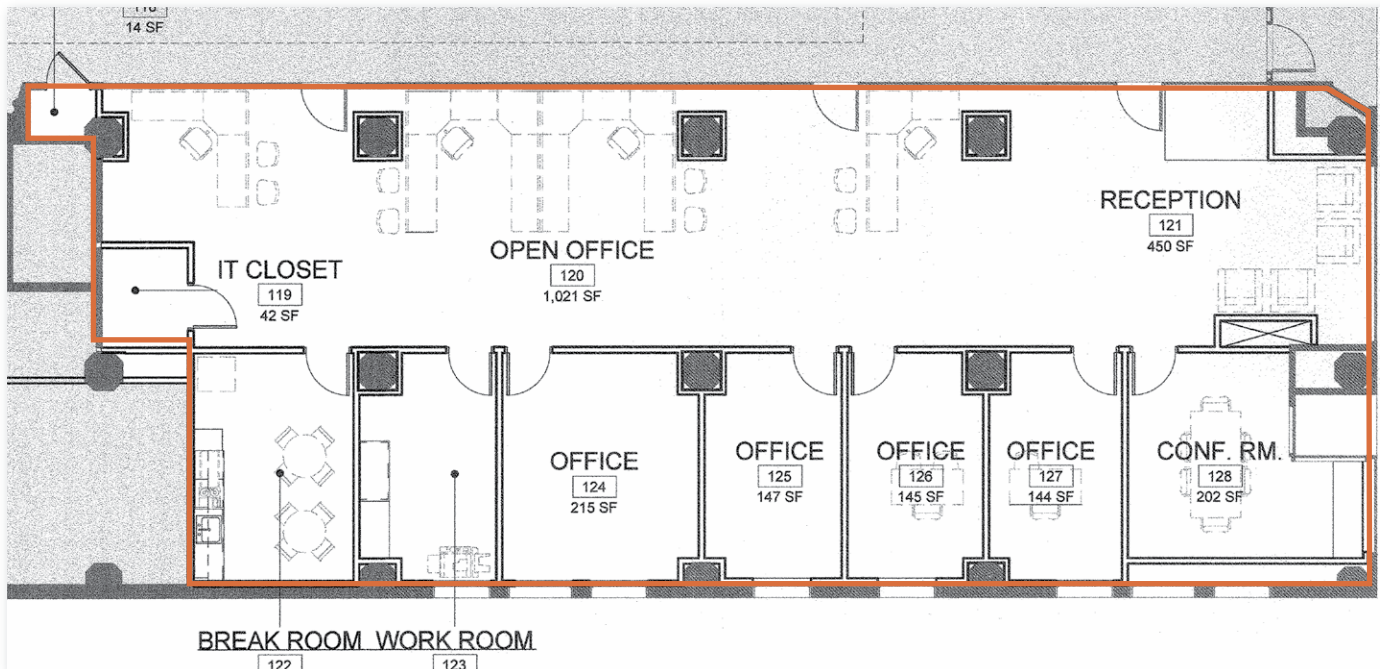 14 SF
RECEPTION
121
450 SF
OPEN OFFICE
120
1,021 SF
IT CLOSET
119
42 SF
OFFICE
124
215 SF
OFFICE
125
147 SF
OFFICE
126
145 SF
OFFICE
127
144 SF
CONF. RM.
128
202 SF
BREAK ROOM
122
WORK ROOM
123